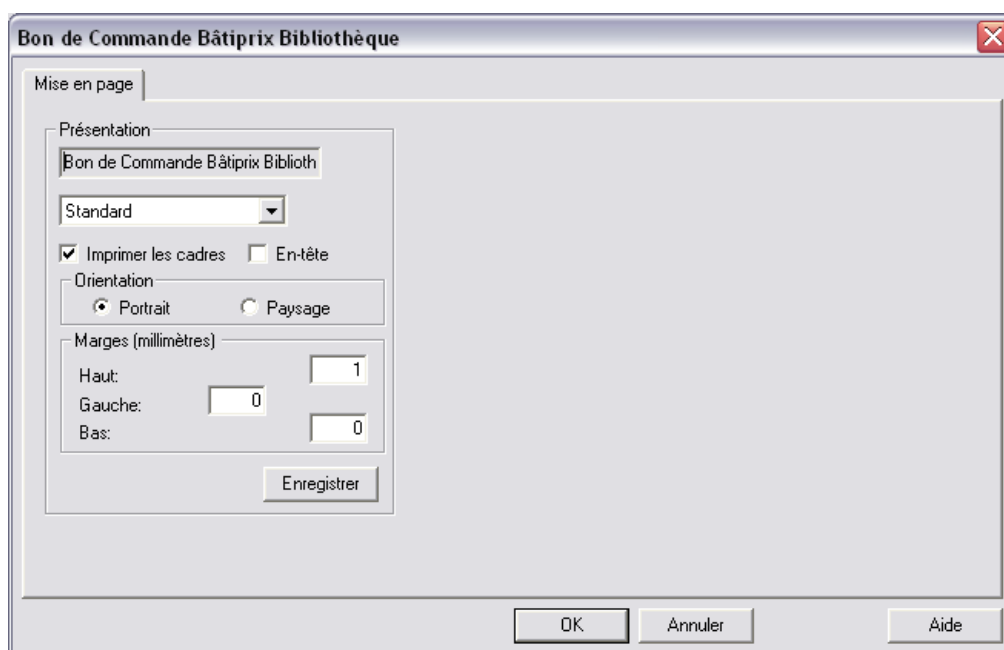 Bon de Commande Bâtiprix Bibliothèque
Mise en page
Présentation
Bon de Commande Bâtiprix Biblioth
Standard
Imprimer les cadres En-tête
Orientation
Portrait Paysage
Marges (millimètres)
Haut: 1
Gauche: 0
Bas: 0
Enregistrer
OK Annuler Aide